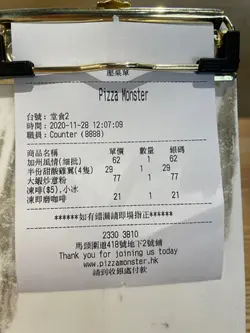 壓桌單
Pizza Monster
台號：堂食2
時間：2020-11-28 12:07:09
職員：Counter (8888)
商品名稱 單價 數量 銀碼
加州風情(細批) 62 1 62
半份甜酸雞翼(4隻) 29 1 29
大蝦炒意粉 77 1 77
凍啡($5),小冰
凍即磨咖啡 21 1 21
******如有錯漏請即場指正******
2330 3810
馬頭圍道418號地下2號鋪
Thank you for joining us today
www.pizzamonster.hk
請到收銀處付款